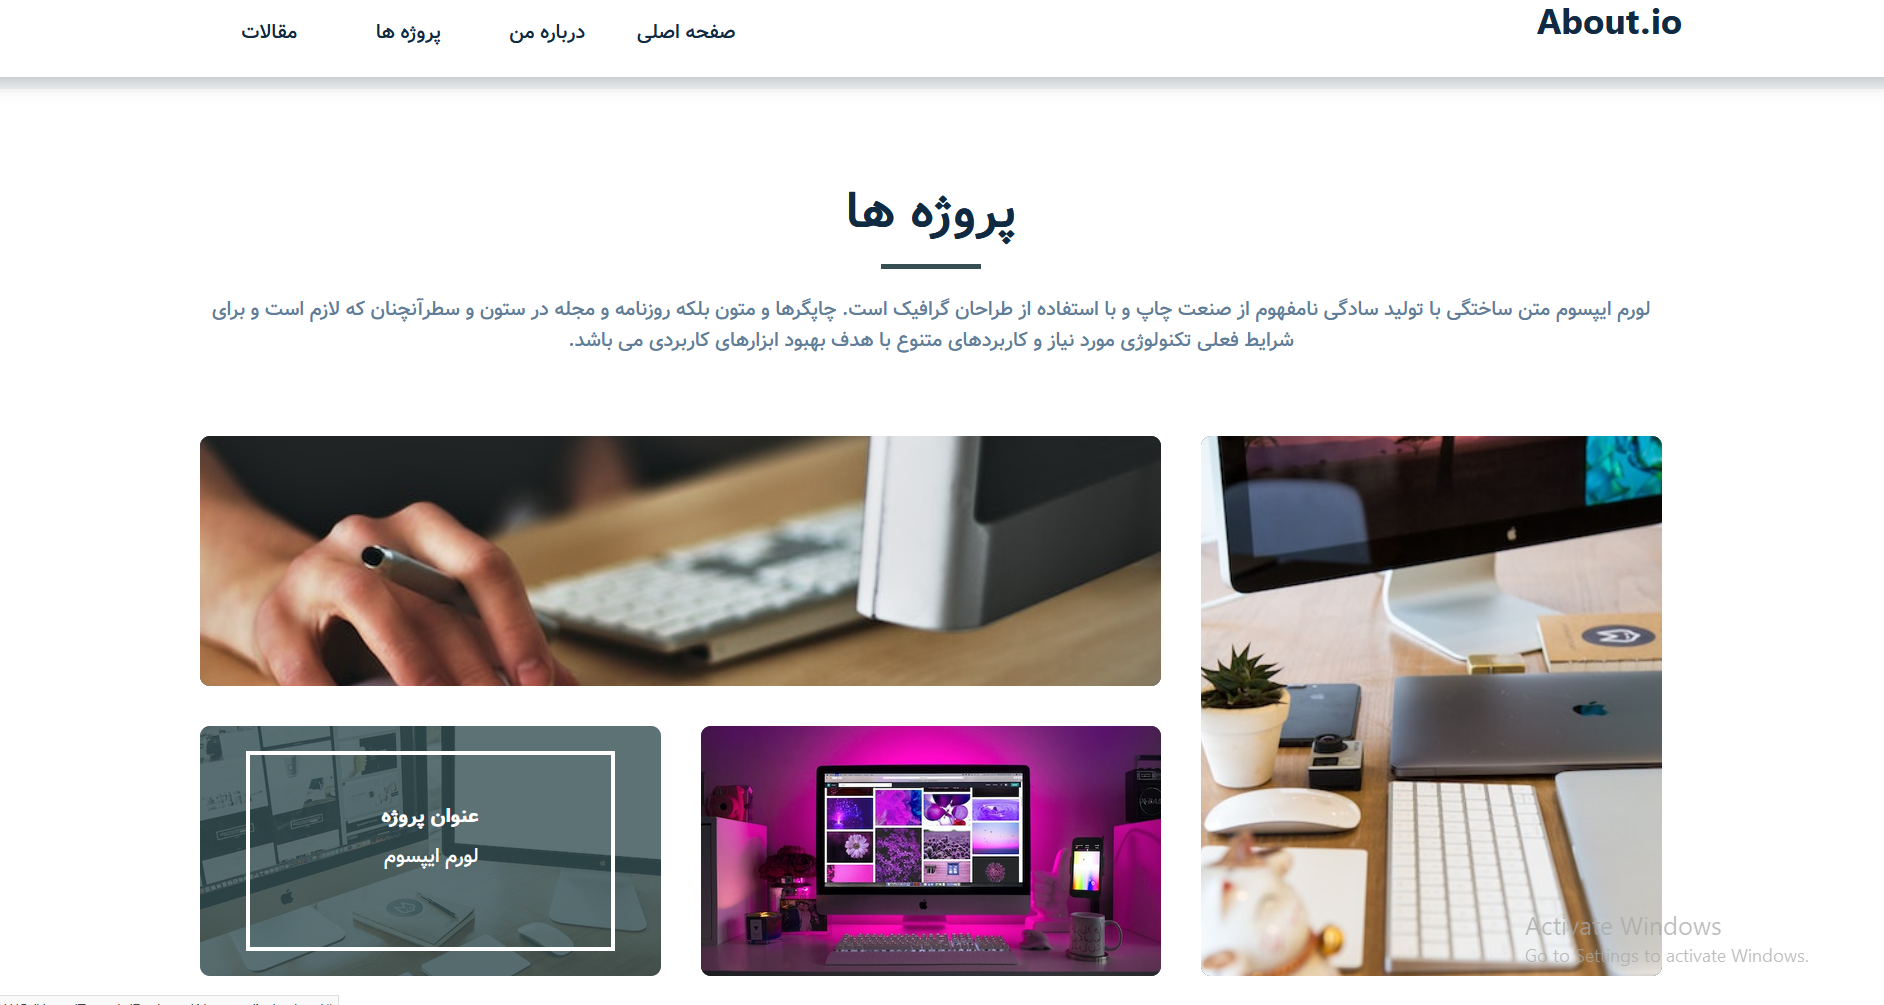 About.io
صفحه اصلی
درباره من
پروژه ها
مقالات
پروژه ها
لورم ایپسوم متن ساختگی با تولید سادگی نامفهوم از صنعت چاپ و با استفاده از طراحان گرافیک است. چاپگرها و متون بلکه روزنامه و مجله در ستون و سطرآنچنان که لازم است و برای
شرایط فعلی تکنولوژی مورد نیاز و کاربردهای متنوع با هدف بهبود ابزارهای کاربردی می باشد.
عنوان پروژه
لورم ایپسوم
Activate Windows
Go to Settings to activate Windows.